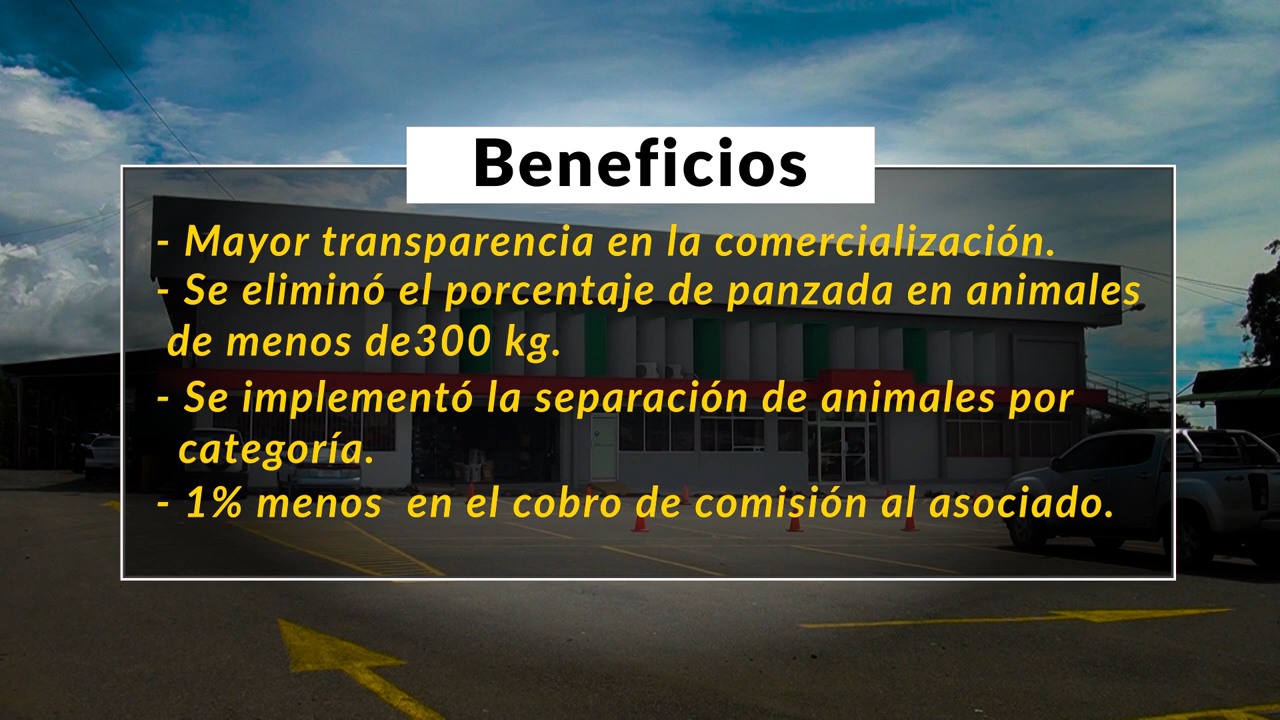 Beneficios
- Mayor transparencia en la comercialización.
- Se eliminó el porcentaje de panzada en animales
de menos de300 kg.
- Se implementó la separación de animales por
categoría.
- 1% menos  en el cobro de comisión al asociado.